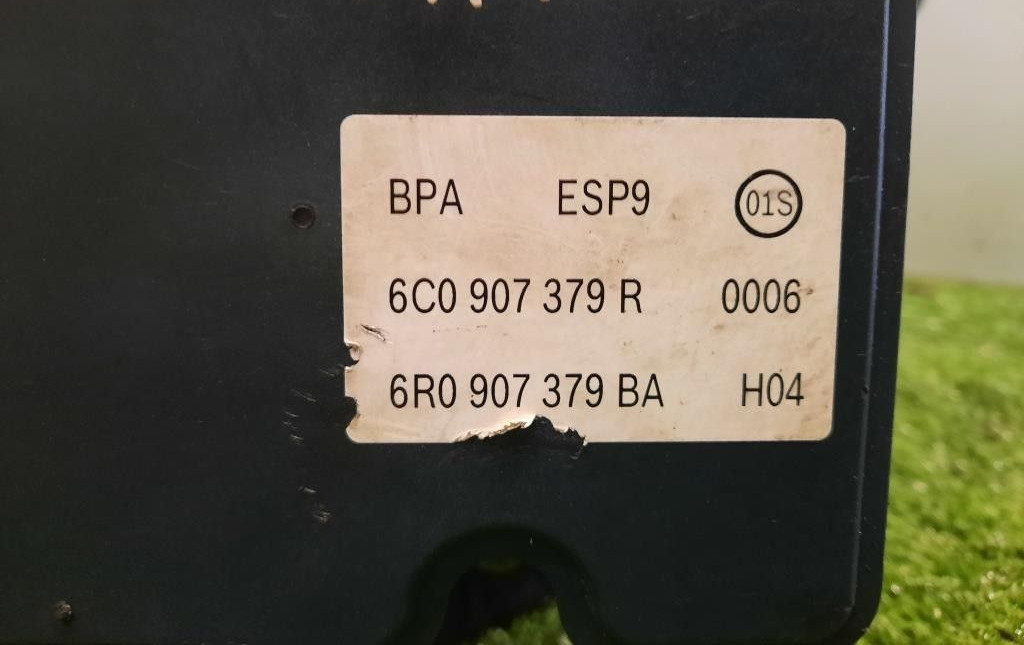 BPA ESP9 01S
6C0 907 379 R 0006
6R0 907 379 BA H04